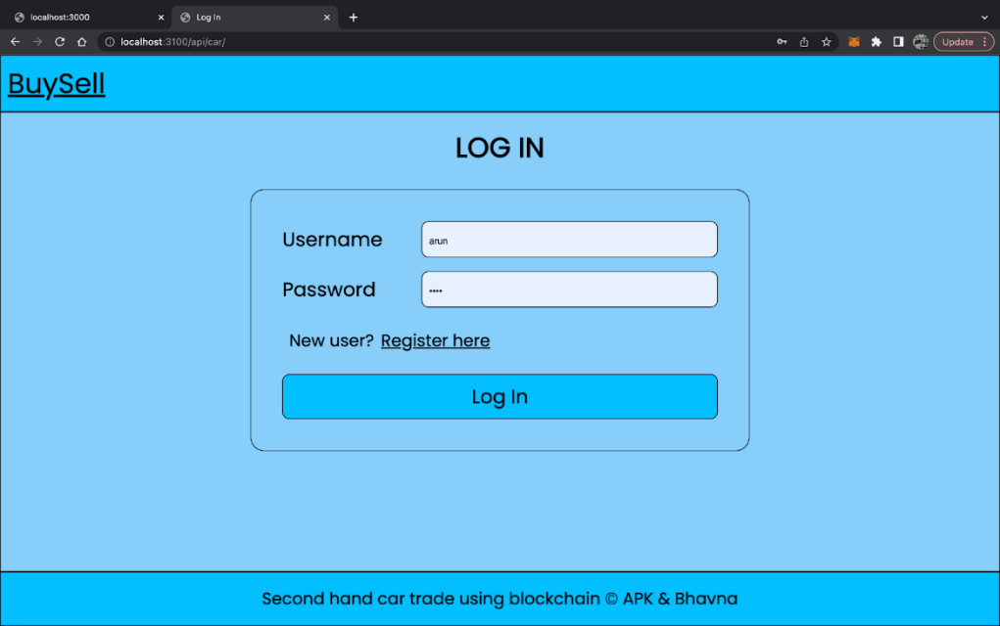 localhost:3000
Log In
localhost:3100/api/car/
Update
BuySell
LOG IN
Username
arun
Password
••••
New user? Register here
Log In
Second hand car trade using blockchain © APK & Bhavna